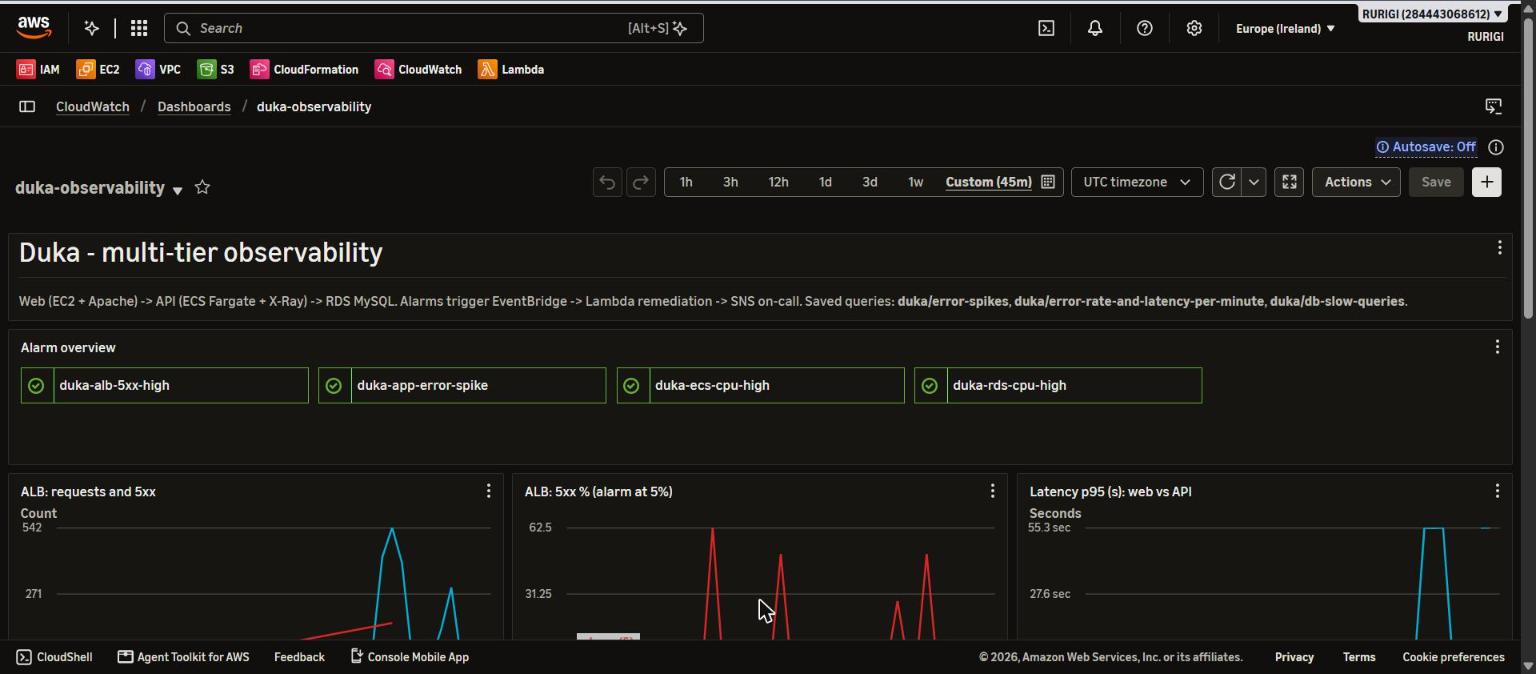 aws
Search [Alt+S]
Europe (Ireland)
RURIGI (284443068612)
RURIGI
IAM EC2 VPC S3 CloudFormation CloudWatch Lambda
CloudWatch / Dashboards / duka-observability
Autosave: Off
duka-observability
1h 3h 12h 1d 3d 1w Custom (45m) UTC timezone Actions Save
Duka - multi-tier observability
Web (EC2 + Apache) -> API (ECS Fargate + X-Ray) -> RDS MySQL. Alarms trigger EventBridge -> Lambda remediation -> SNS on-call. Saved queries: duka/error-spikes, duka/error-rate-and-latency-per-minute, duka/db-slow-queries.
Alarm overview
duka-alb-5xx-high duka-app-error-spike duka-ecs-cpu-high duka-rds-cpu-high
ALB: requests and 5xx
Count
542
271
ALB: 5xx % (alarm at 5%)
62.5
31.25
Latency p95 (s): web vs API
Seconds
55.3 sec
27.6 sec
CloudShell Agent Toolkit for AWS Feedback Console Mobile App
© 2026, Amazon Web Services, Inc. or its affiliates. Privacy Terms Cookie preferences